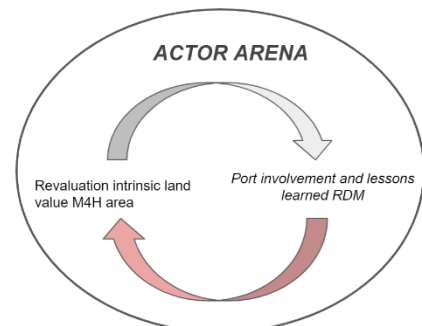 ACTOR ARENA
Revaluation intrinsic land
value M4H area
Port involvement and lessons
learned RDM